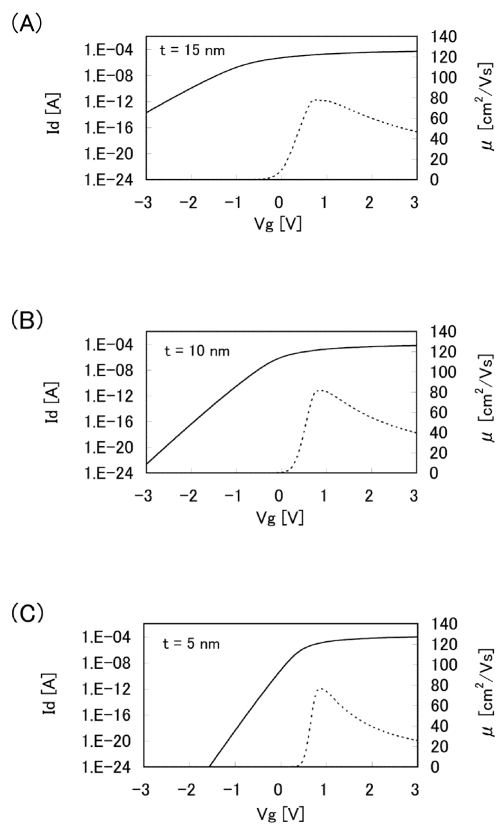 (A)
t = 15 nm
1.E-04
1.E-08
1.E-12
1.E-16
1.E-20
1.E-24
Id [A]
140
120
100
80
60
40
20
0
μ [cm²/Vs]
-3 -2 -1 0 1 2 3
Vg [V]
(B)
t = 10 nm
1.E-04
1.E-08
1.E-12
1.E-16
1.E-20
1.E-24
Id [A]
140
120
100
80
60
40
20
0
μ [cm²/Vs]
-3 -2 -1 0 1 2 3
Vg [V]
(C)
t = 5 nm
1.E-04
1.E-08
1.E-12
1.E-16
1.E-20
1.E-24
Id [A]
140
120
100
80
60
40
20
0
μ [cm²/Vs]
-3 -2 -1 0 1 2 3
Vg [V]